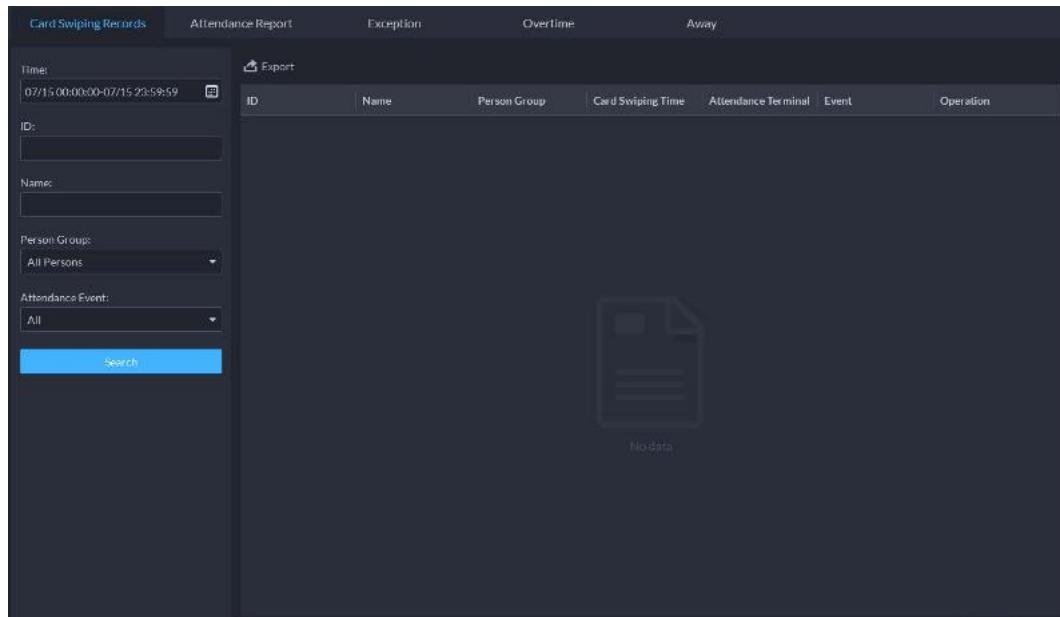 Card Swiping Records Attendance Report Exception Overtime Away
Time:
07/15 00:00:00-07/15 23:59:59
ID:
Name:
Person Group:
All Persons
Attendance Event:
All
Search
Export
ID Name Person Group Card Swiping Time Attendance Terminal Event Operation
No data